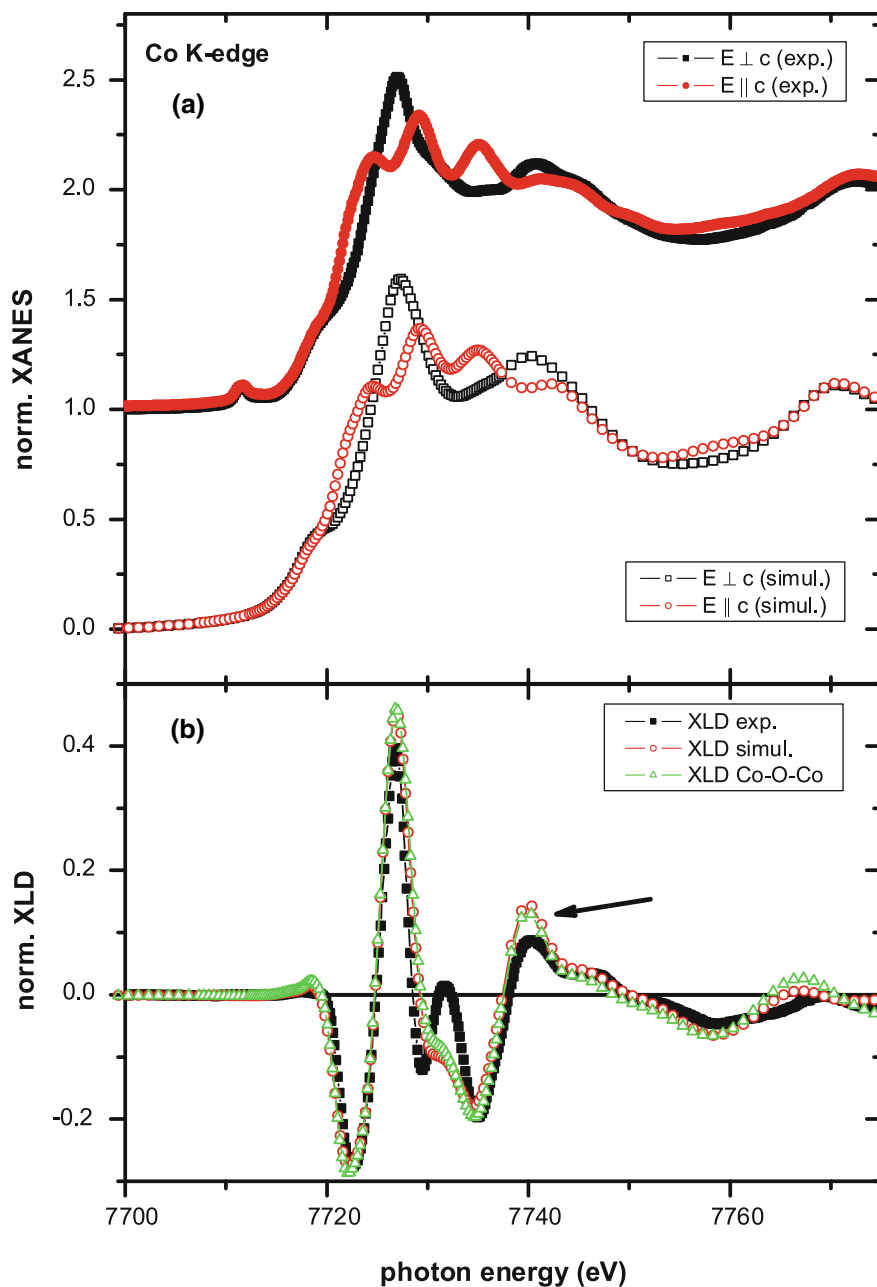 Co K-edge
(a)
E ⊥ c (exp.)
E || c (exp.)
2.5
2.0
1.5
1.0
0.5
0.0
norm. XANES
E ⊥ c (simul.)
E || c (simul.)
(b)
XLD exp.
XLD simul.
XLD Co-O-Co
0.4
0.2
0.0
-0.2
norm. XLD
7700
7720
7740
7760
photon energy (eV)